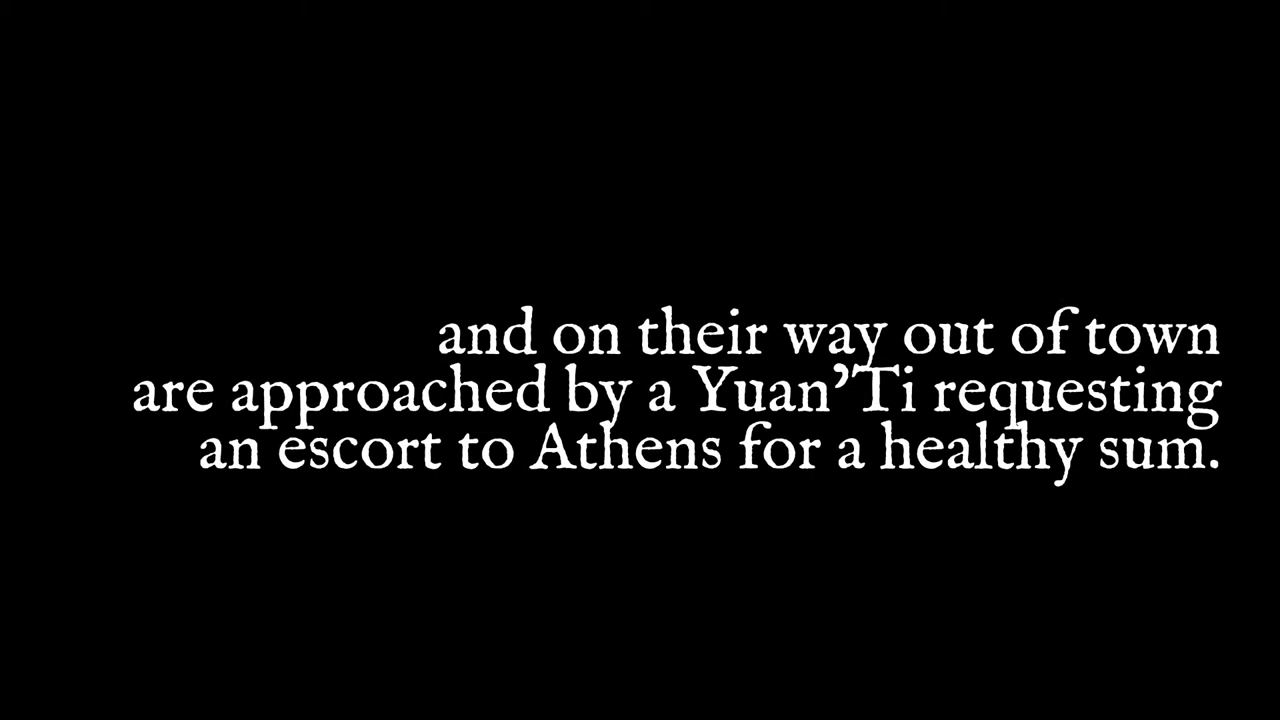 and on their way out of town
are approached by a Yuan’Ti requesting
an escort to Athens for a healthy sum.